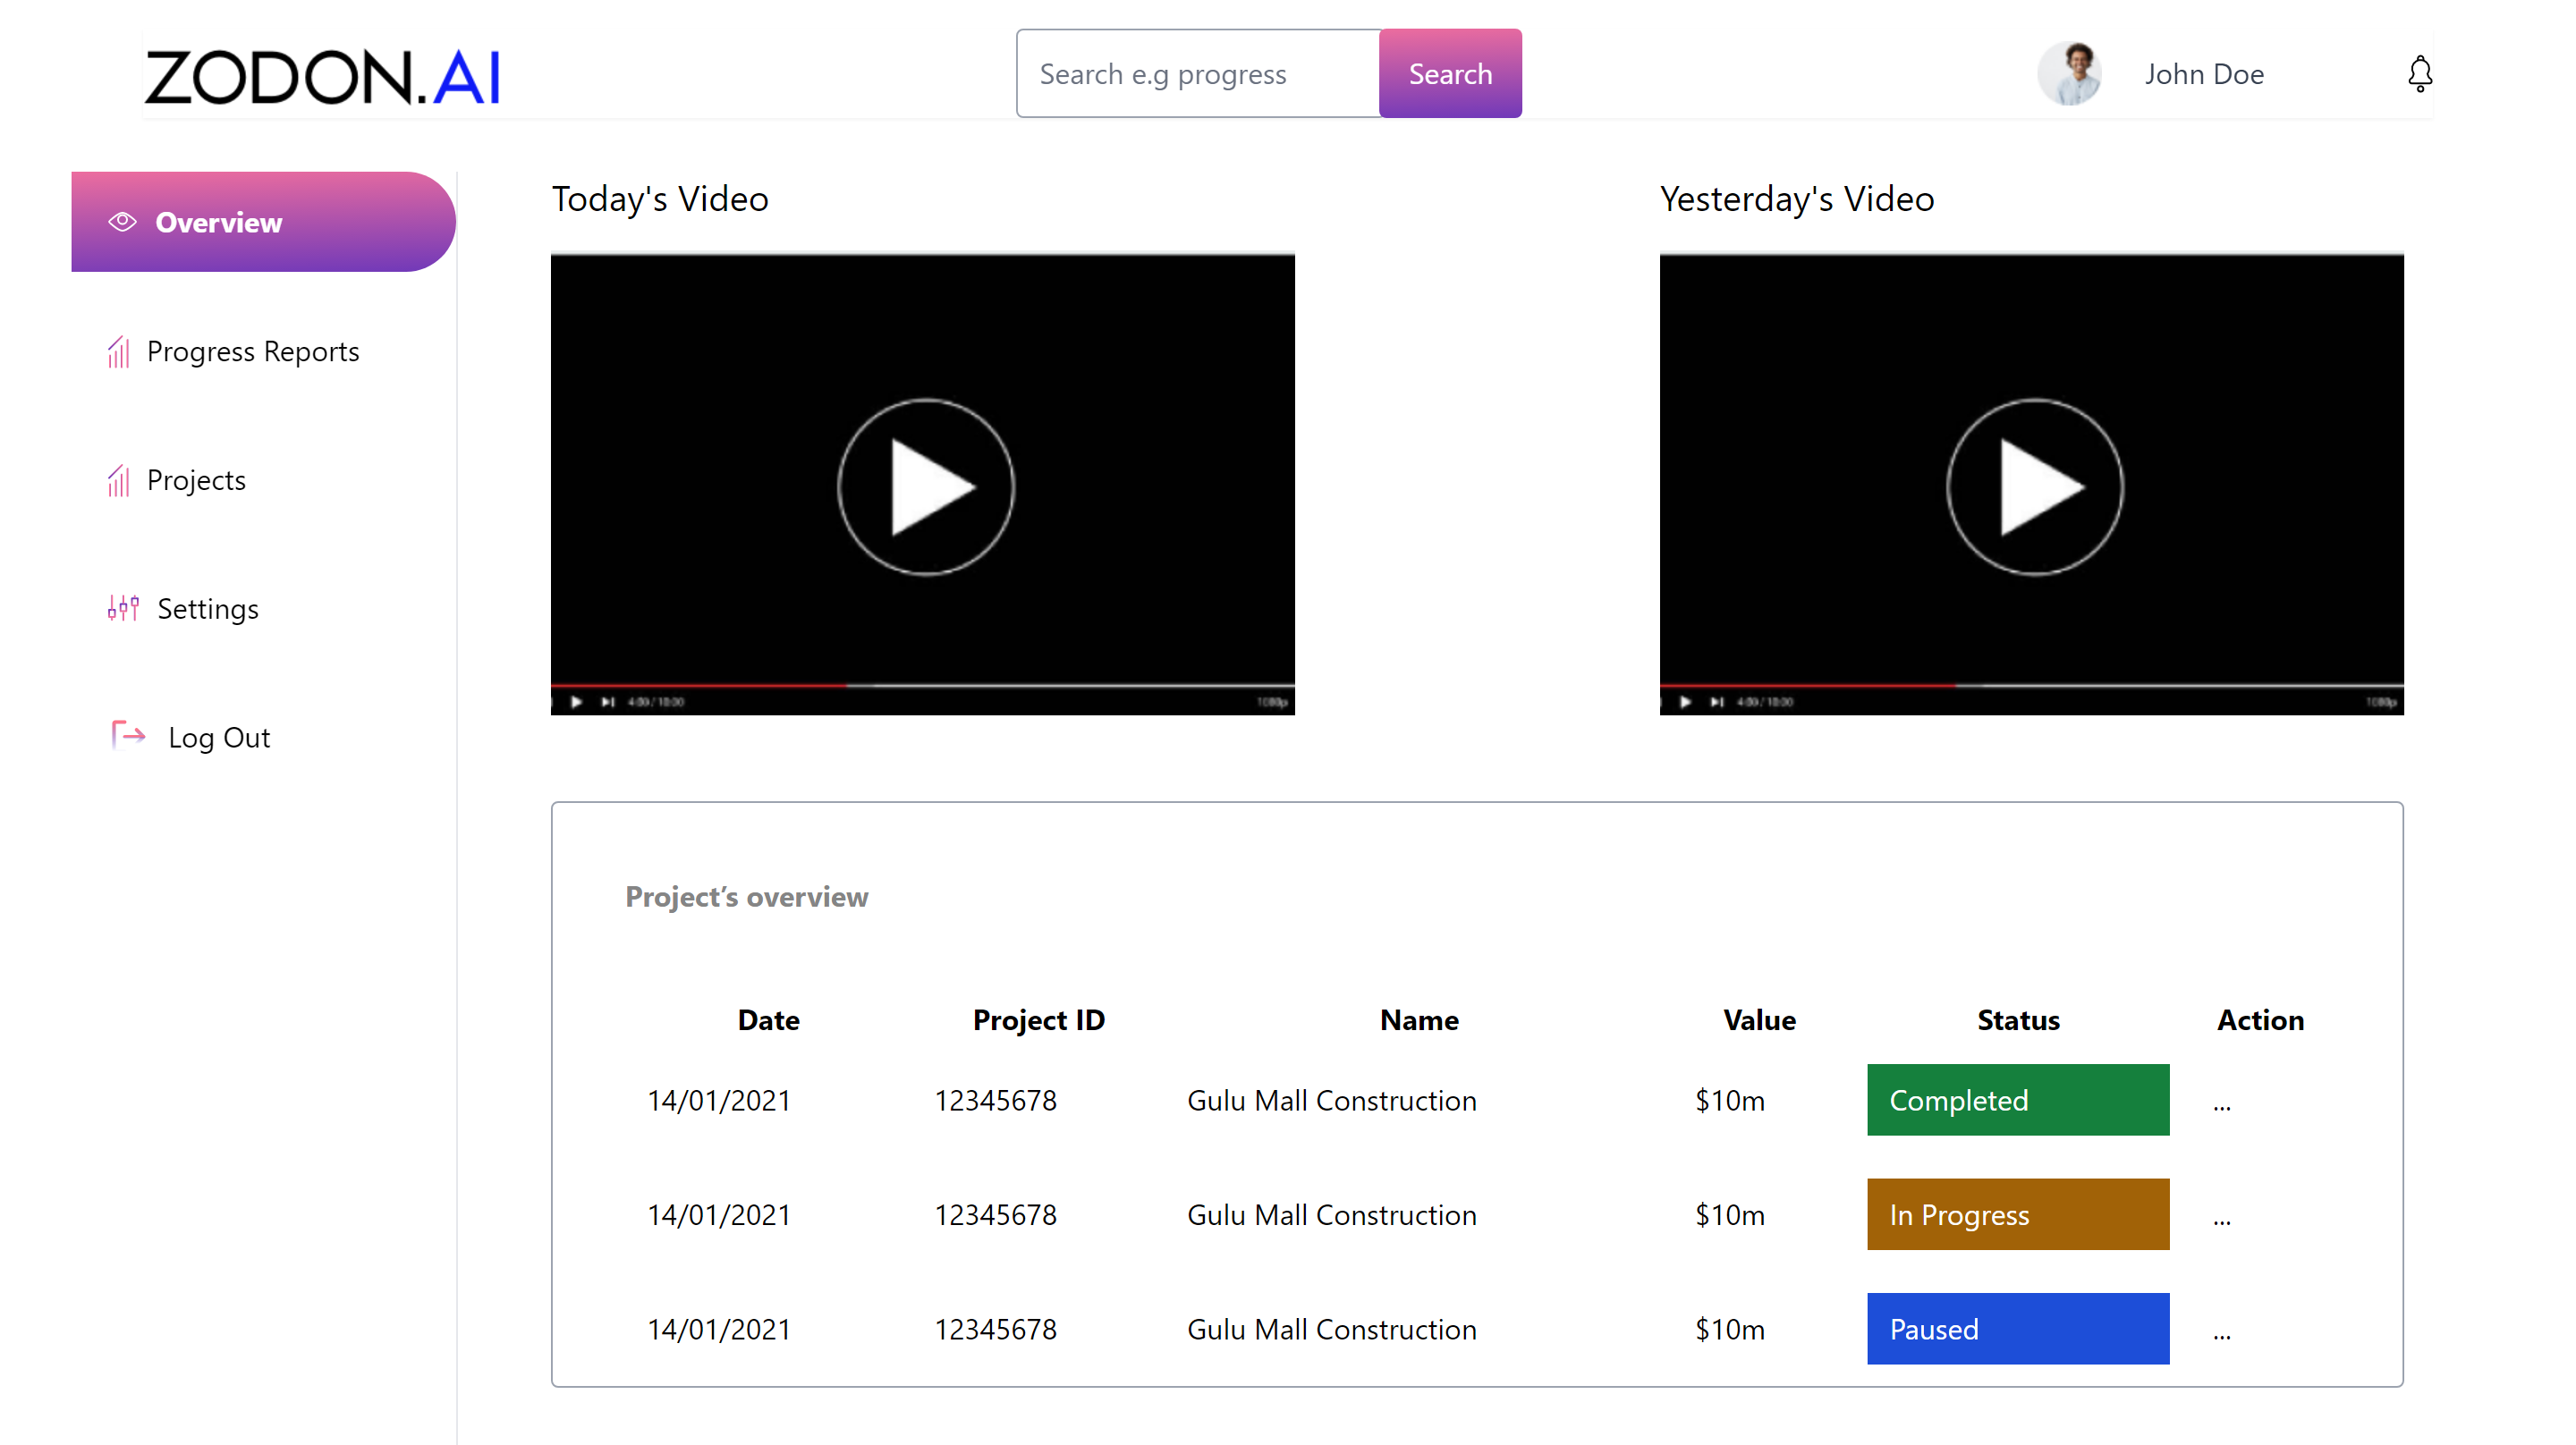 ZODON.AI
Search e.g progress
Search
John Doe
Overview
Progress Reports
Projects
Settings
Log Out
Today's Video
Yesterday's Video
4:00 / 10:00
1080p
4:00 / 10:00
1080p
Project’s overview
Date Project ID Name Value Status Action
14/01/2021 12345678 Gulu Mall Construction $10m Completed ...
14/01/2021 12345678 Gulu Mall Construction $10m In Progress ...
14/01/2021 12345678 Gulu Mall Construction $10m Paused ...